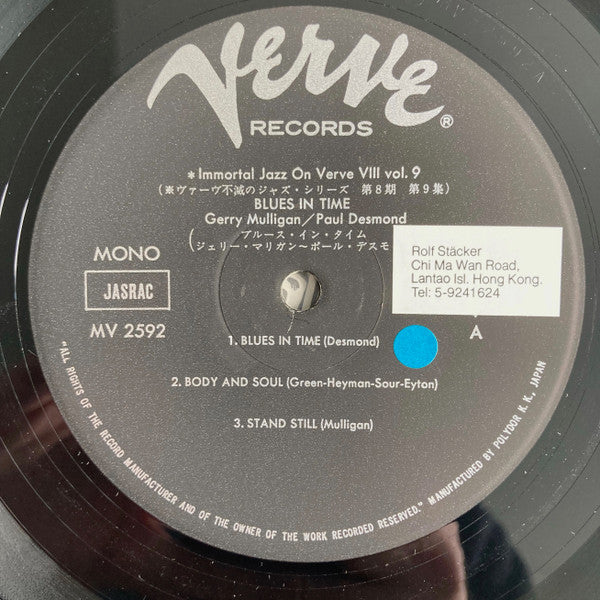 Verve®
RECORDS
*Immortal Jazz On Verve VIII vol. 9
(※ヴァーヴ不滅のジャズ・シリーズ 第8期 第9集)
BLUES IN TIME
Gerry Mulligan/Paul Desmond
(ブルース・イン・タイム
ジェリー・マリガン~ポール・デスモ
MONO
JASRAC
MV 2592
Rolf Stäcker
Chi Ma Wan Road,
Lantao Isl. Hong Kong.
Tel: 5-9241624
A
1. BLUES IN TIME (Desmond)
2. BODY AND SOUL (Green-Heyman-Sour-Eyton)
3. STAND STILL (Mulligan)
"ALL RIGHTS OF THE RECORD MANUFACTURER AND OF THE OWNER OF THE WORK RECORDED RESERVED." MANUFACTURED BY POLYDOR K. K., JAPAN